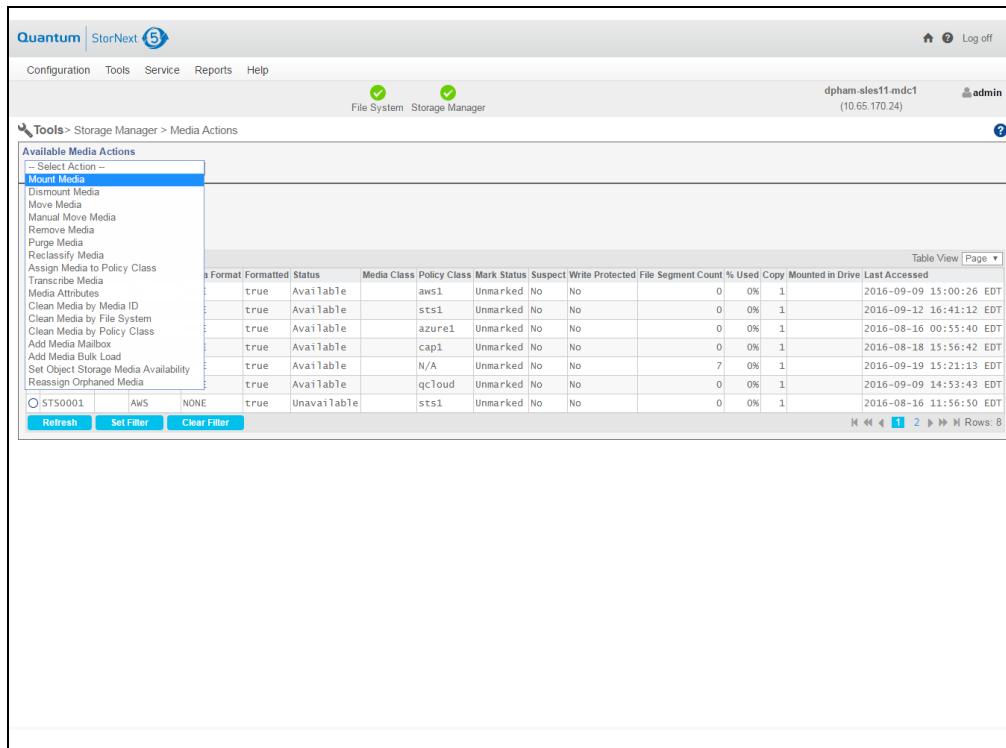 Quantum StorNext 5 Log off
Configuration Tools Service Reports Help
File System Storage Manager
dpham-sles11-mdc1 admin
(10.65.170.24)
Tools> Storage Manager > Media Actions
Available Media Actions
-- Select Action --
Mount Media
Dismount Media
Move Media
Manual Move Media
Remove Media
Purge Media
Reclassify Media
Assign Media to Policy Class
Transcribe Media
Media Attributes
Clean Media by Media ID
Clean Media by File System
Clean Media by Policy Class
Add Media Mailbox
Add Media Bulk Load
Set Object Storage Media Availability
Reassign Orphaned Media
Table View Page
Format Formatted Status Media Class Policy Class Mark Status Suspect Write Protected File Segment Count % Used Copy Mounted in Drive Last Accessed
true Available aws1 Unmarked No No 0 0% 1 2016-09-09 15:00:26 EDT
true Available sts1 Unmarked No No 0 0% 1 2016-09-12 16:41:12 EDT
true Available azure1 Unmarked No No 0 0% 1 2016-08-16 00:55:40 EDT
true Available cap1 Unmarked No No 0 0% 1 2016-08-18 15:56:42 EDT
true Available N/A Unmarked No No 7 0% 1 2016-09-19 15:21:13 EDT
true Available qcloud Unmarked No No 0 0% 1 2016-09-09 14:53:43 EDT
STS0001 AWS NONE true Unavailable sts1 Unmarked No No 0 0% 1 2016-08-16 11:56:50 EDT
Refresh Set Filter Clear Filter 1 2 Rows: 8